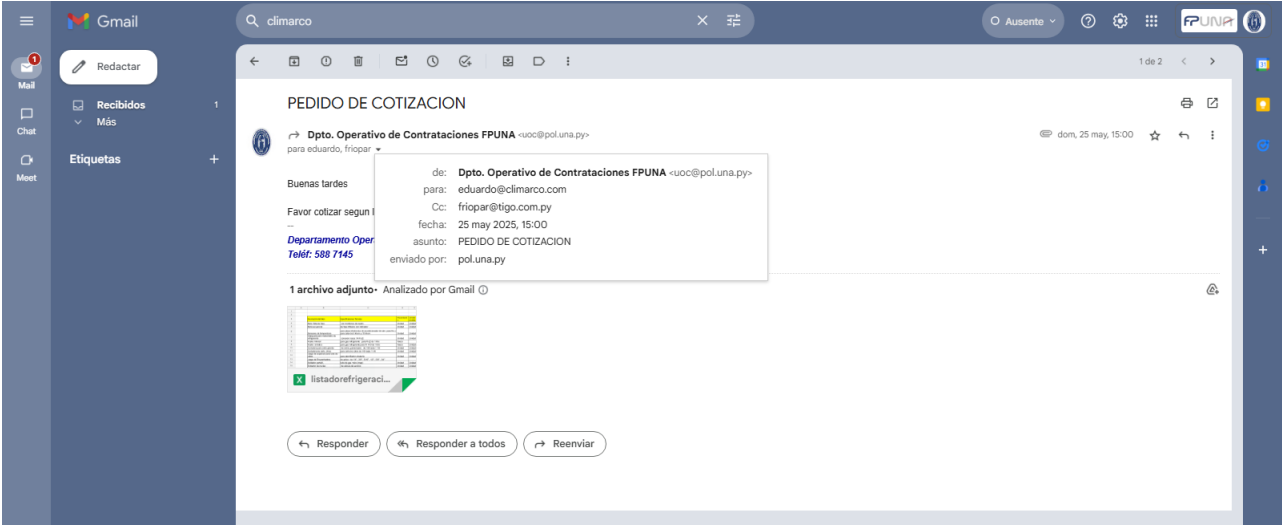 Gmail
climarco
Ausente
FPUNA
1
Mail
Redactar
1 de 2
Chat
Recibidos 1
Más
PEDIDO DE COTIZACION
Meet
Etiquetas
Dpto. Operativo de Contrataciones FPUNA <uoc@pol.una.py>
dom, 25 may, 15:00
para eduardo, friopar
Buenas tardes
Favor cotizar segun
--
Departamento Oper
Teléf: 588 7145
de: Dpto. Operativo de Contrataciones FPUNA <uoc@pol.una.py>
para: eduardo@climarco.com
Cc: friopar@tigo.com.py
fecha: 25 may 2025, 15:00
asunto: PEDIDO DE COTIZACION
enviado por: pol.una.py
1 archivo adjunto • Analizado por Gmail
X listadorefrigeraci...
Responder
Responder a todos
Reenviar
31